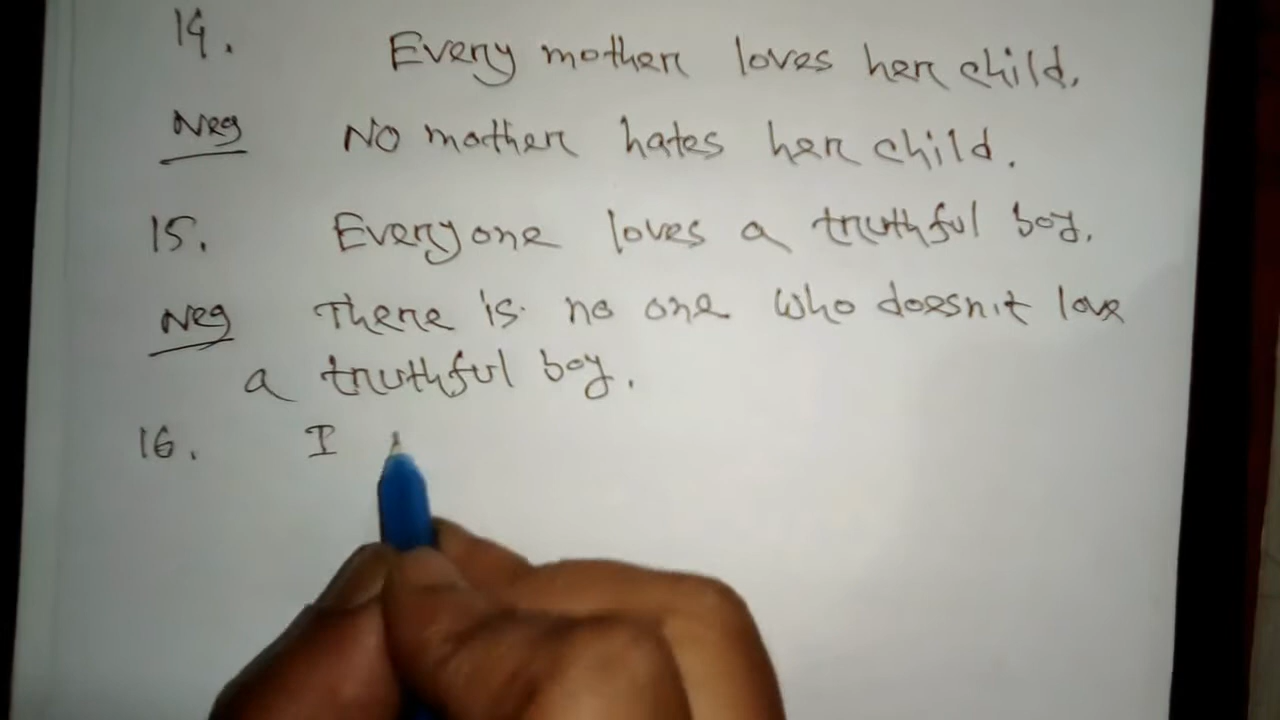 14. Every mother loves her child.
Neg No mother hates her child.
15. Everyone loves a truthful boy.
Neg There is no one who doesn't love
a truthful boy.
16. I